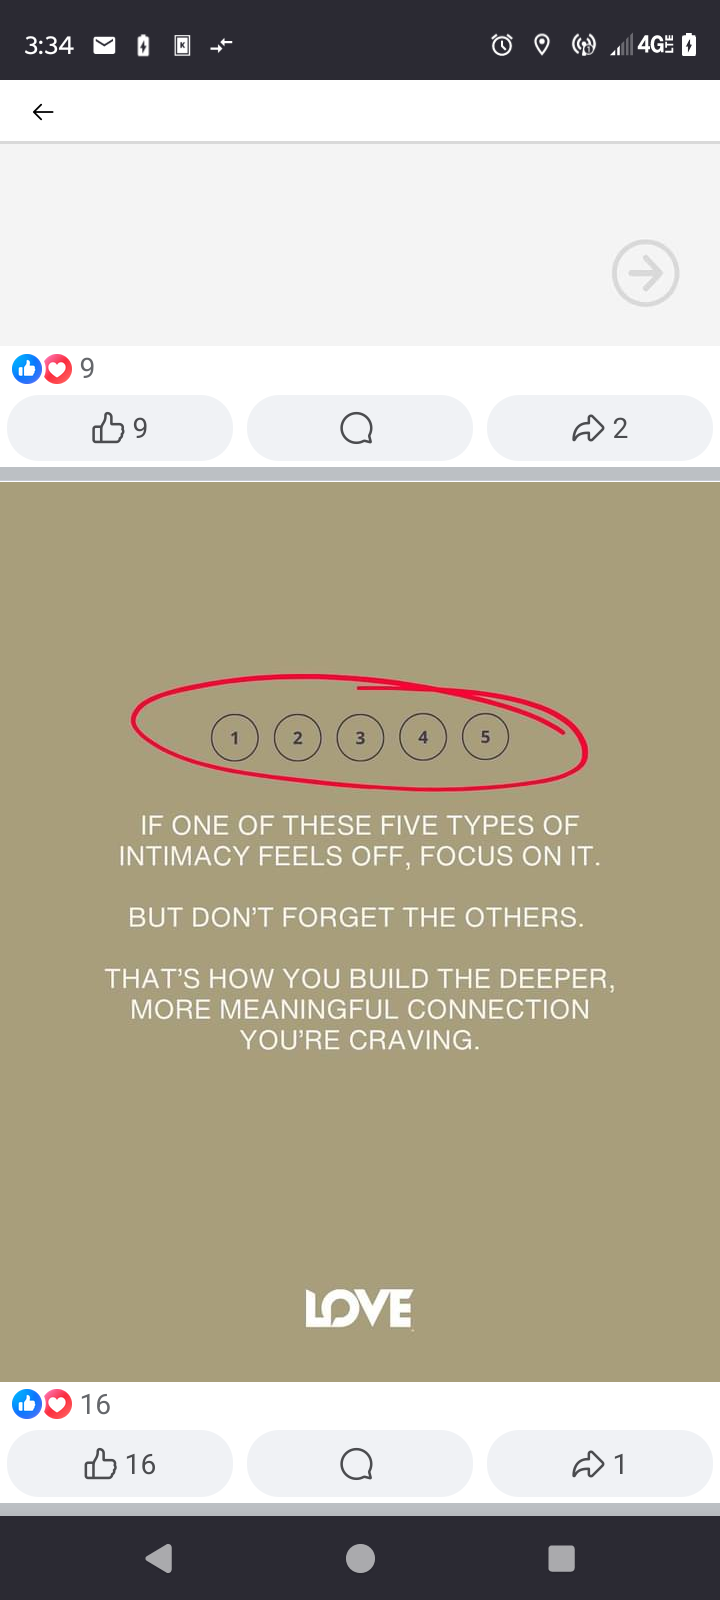 3:34
4G LTE
9
9
2
1 2 3 4 5
IF ONE OF THESE FIVE TYPES OF
INTIMACY FEELS OFF, FOCUS ON IT.
BUT DON'T FORGET THE OTHERS.
THAT'S HOW YOU BUILD THE DEEPER,
MORE MEANINGFUL CONNECTION
YOU'RE CRAVING.
LOVE
16
16
1